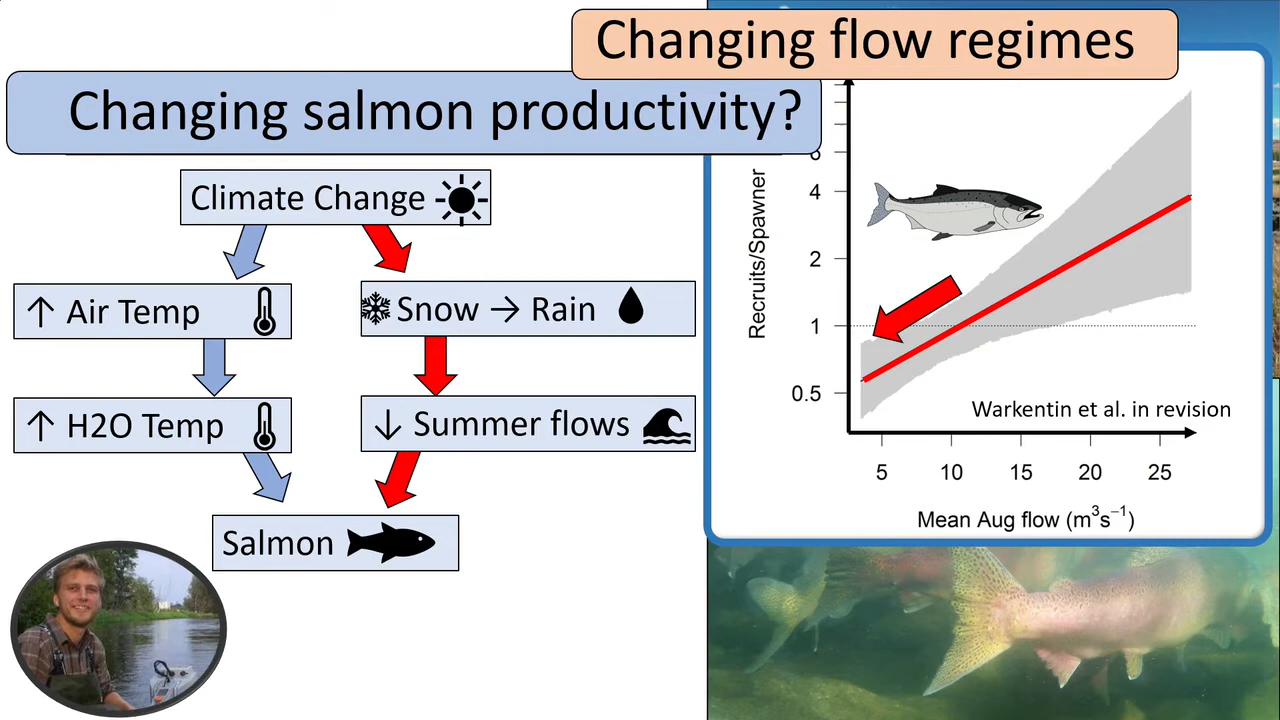 Changing flow regimes
Changing salmon productivity?
Climate Change
↑ Air Temp
Snow → Rain
↑ H2O Temp
↓ Summer flows
Salmon
Recruits/Spawner
4
2
1
0.5
Warkentin et al. in revision
5 10 15 20 25
Mean Aug flow (m³s⁻¹)